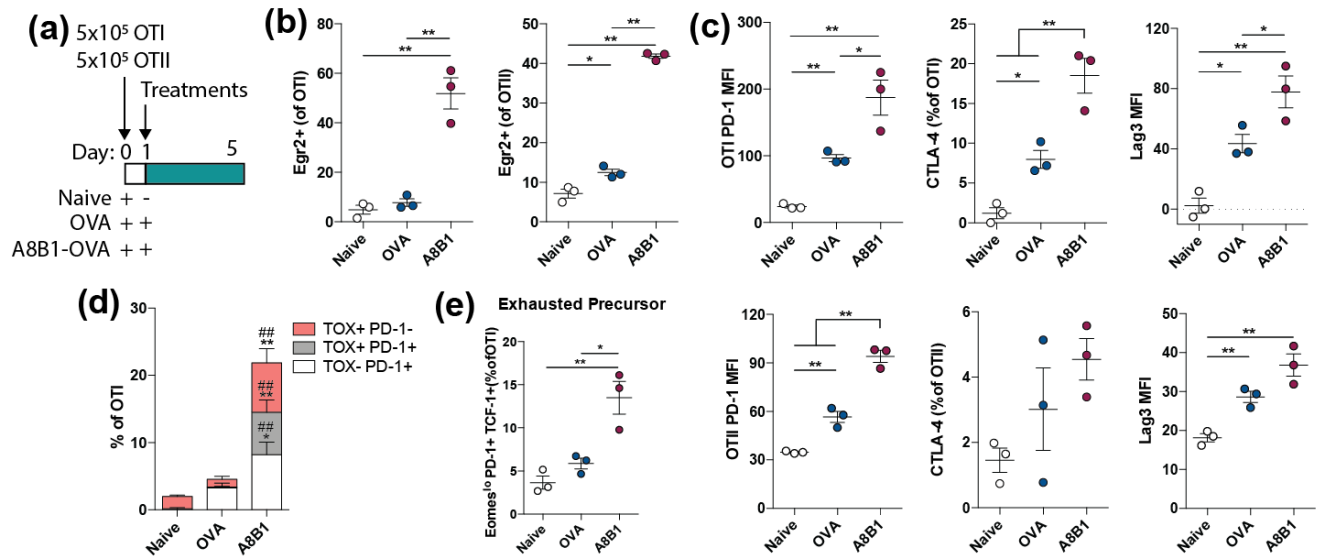 (a)
5x10⁵ OTI
5x10⁵ OTII
Treatments
Day: 0 1 5
Naive + -
OVA + +
A8B1-OVA + +
(b)
Egr2+ (of OTI)
80
60
40
20
0
**
**
Naive
OVA
A8B1
Egr2+ (of OTII)
50
40
30
20
10
0
**
**
*
Naive
OVA
A8B1
(c)
OTI PD-1 MFI
300
200
100
0
**
**
*
Naive
OVA
A8B1
CTLA-4 (%of OTI)
25
20
15
10
5
0
**
*
Naive
OVA
A8B1
Lag3 MFI
120
80
40
0
*
**
*
Naive
OVA
A8B1
(d)
% of OTI
30
20
10
0
##
**
##
**
##
*
Naive
OVA
A8B1
TOX+ PD-1-
TOX+ PD-1+
TOX- PD-1+
(e)
Exhausted Precursor
Eomesˡᵒ PD-1+ TCF-1+(%ofOTI)
20
15
10
5
0
*
**
Naive
OVA
A8B1
OTII PD-1 MFI
120
90
60
30
0
**
**
Naive
OVA
A8B1
CTLA-4 (%of OTII)
6
4
2
0
Naive
OVA
A8B1
Lag3 MFI
50
40
30
20
10
0
**
**
Naive
OVA
A8B1